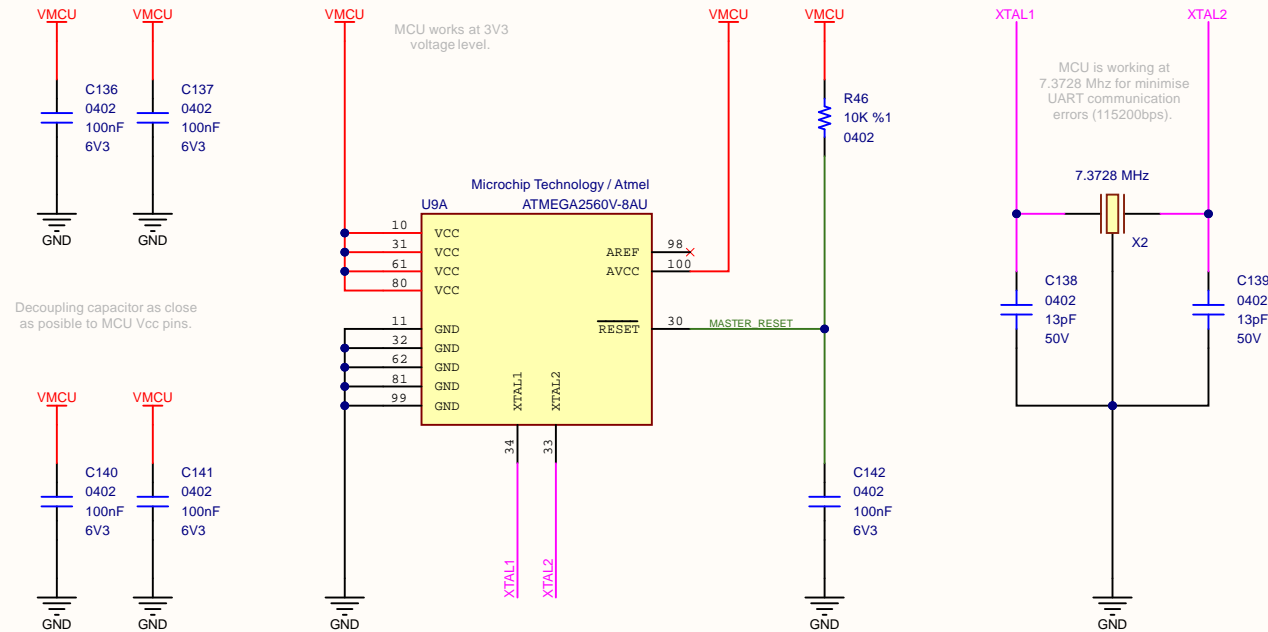 VMCU
VMCU
VMCU
VMCU
VMCU
XTAL1
XTAL2
MCU works at 3V3
voltage level.
C136
0402
100nF
6V3
C137
0402
100nF
6V3
R46
10K %1
0402
MCU is working at
7.3728 Mhz for minimise
UART communication
errors (115200bps).
7.3728 MHz
X2
GND
GND
Microchip Technology / Atmel
U9A
ATMEGA2560V-8AU
10 VCC
31 VCC
61 VCC
80 VCC
11 GND
32 GND
62 GND
81 GND
99 GND
AREF 98
AVCC 100
RESET 30
MASTER_RESET
XTAL1
XTAL2
34
33
XTAL1
XTAL2
C138
0402
13pF
50V
C139
0402
13pF
50V
Decoupling capacitor as close
as posible to MCU Vcc pins.
VMCU
VMCU
C140
0402
100nF
6V3
C141
0402
100nF
6V3
C142
0402
100nF
6V3
GND
GND
GND
GND
GND